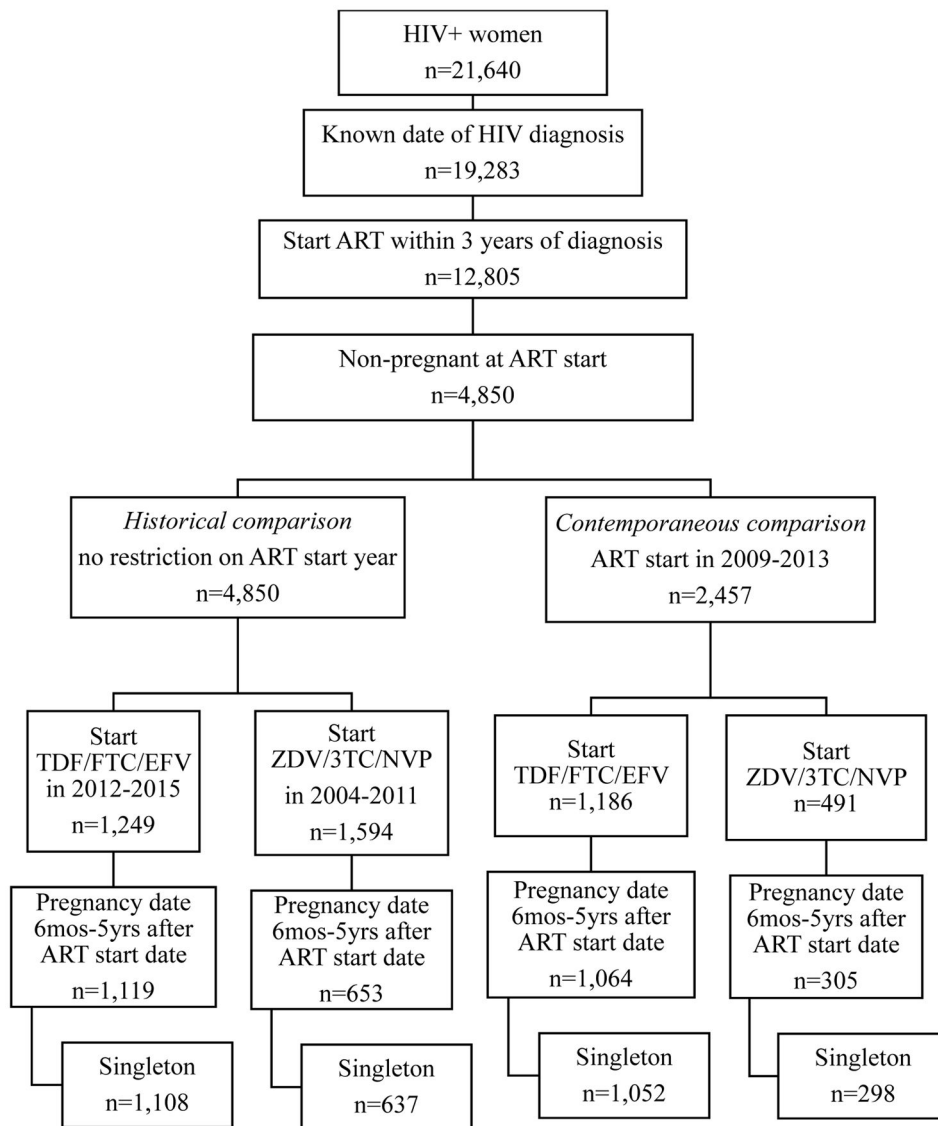 HIV+ women
n=21,640
Known date of HIV diagnosis
n=19,283
Start ART within 3 years of diagnosis
n=12,805
Non-pregnant at ART start
n=4,850
Historical comparison
no restriction on ART start year
n=4,850
Contemporaneous comparison
ART start in 2009-2013
n=2,457
Start
TDF/FTC/EFV
in 2012-2015
n=1,249
Start
ZDV/3TC/NVP
in 2004-2011
n=1,594
Start
TDF/FTC/EFV
n=1,186
Start
ZDV/3TC/NVP
n=491
Pregnancy date
6mos-5yrs after
ART start date
n=1,119
Pregnancy date
6mos-5yrs after
ART start date
n=653
Pregnancy date
6mos-5yrs after
ART start date
n=1,064
Pregnancy date
6mos-5yrs after
ART start date
n=305
Singleton
n=1,108
Singleton
n=637
Singleton
n=1,052
Singleton
n=298